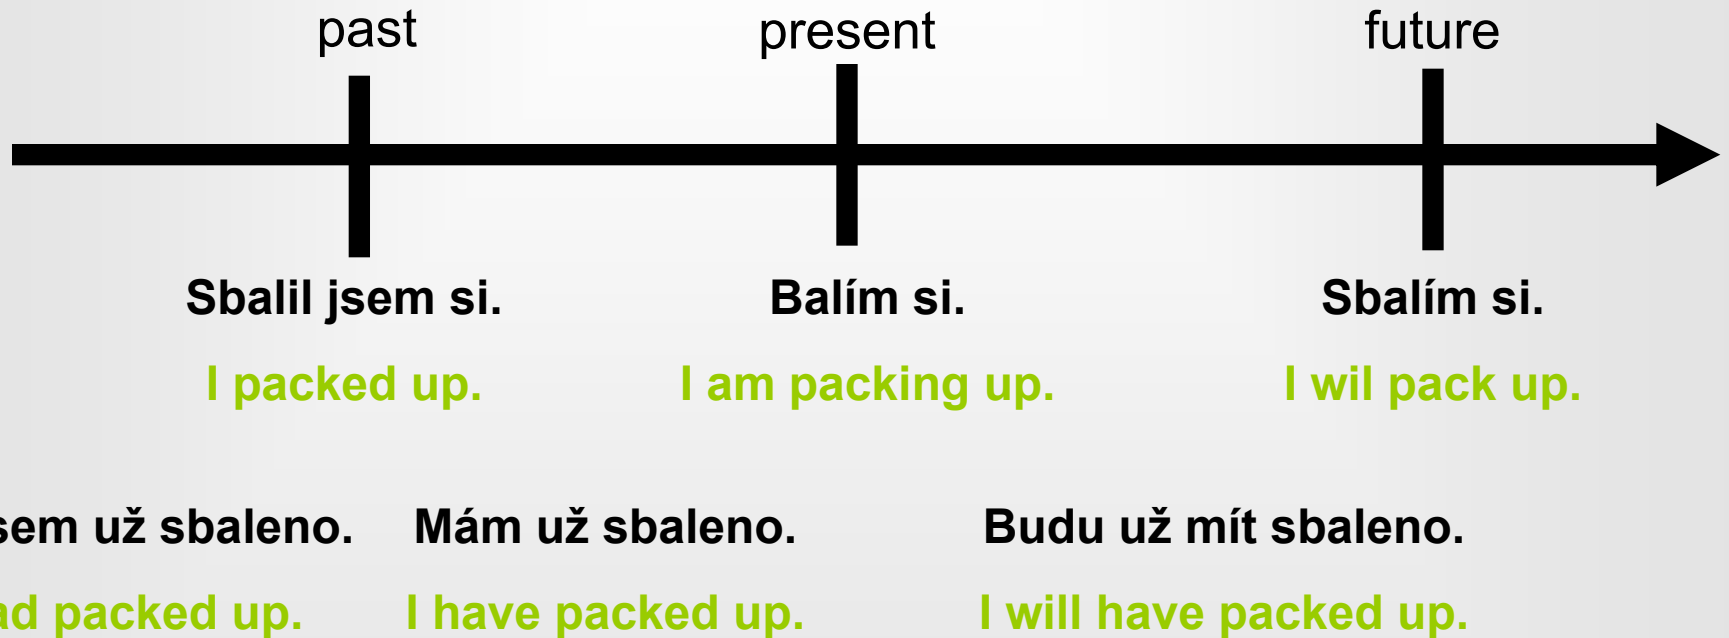 past present future
Sbalil jsem si. Balím si. Sbalím si.
I packed up. I am packing up. I wil pack up.
sem už sbaleno. Mám už sbaleno. Budu už mít sbaleno.
ad packed up. I have packed up. I will have packed up.